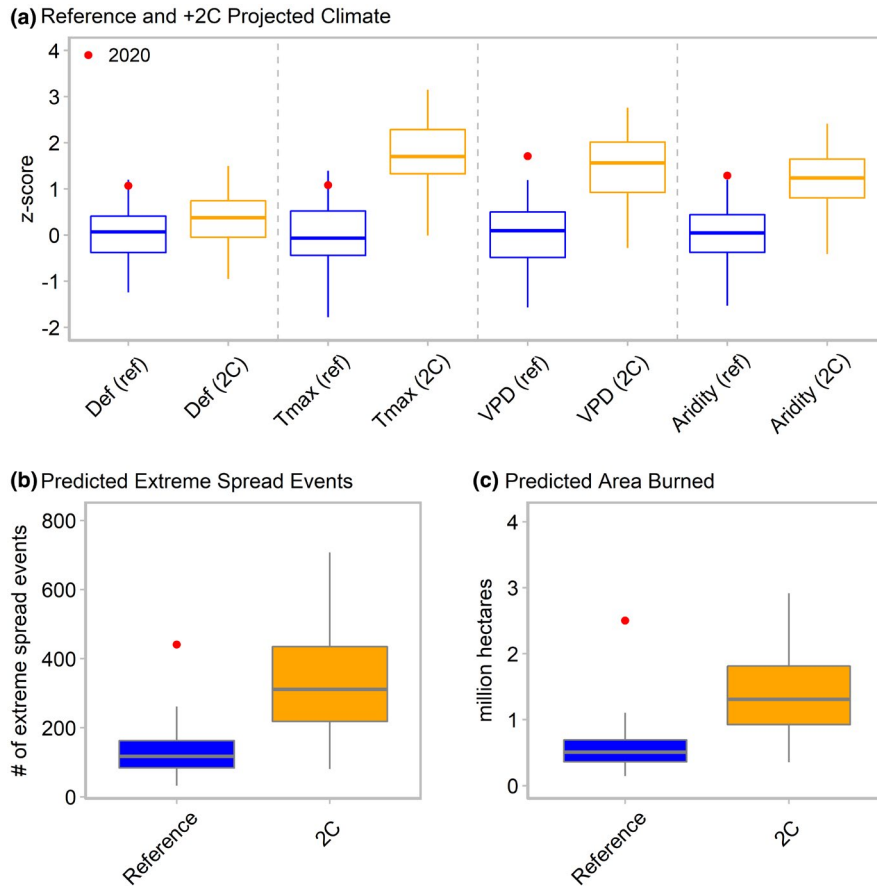 (a) Reference and +2C Projected Climate
4
3
2
1
0
-1
-2
z-score
2020
Def (ref)
Def (2C)
Tmax (ref)
Tmax (2C)
VPD (ref)
VPD (2C)
Aridity (ref)
Aridity (2C)
(b) Predicted Extreme Spread Events
800
600
400
200
0
# of extreme spread events
Reference
2C
(c) Predicted Area Burned
4
3
2
1
0
million hectares
Reference
2C